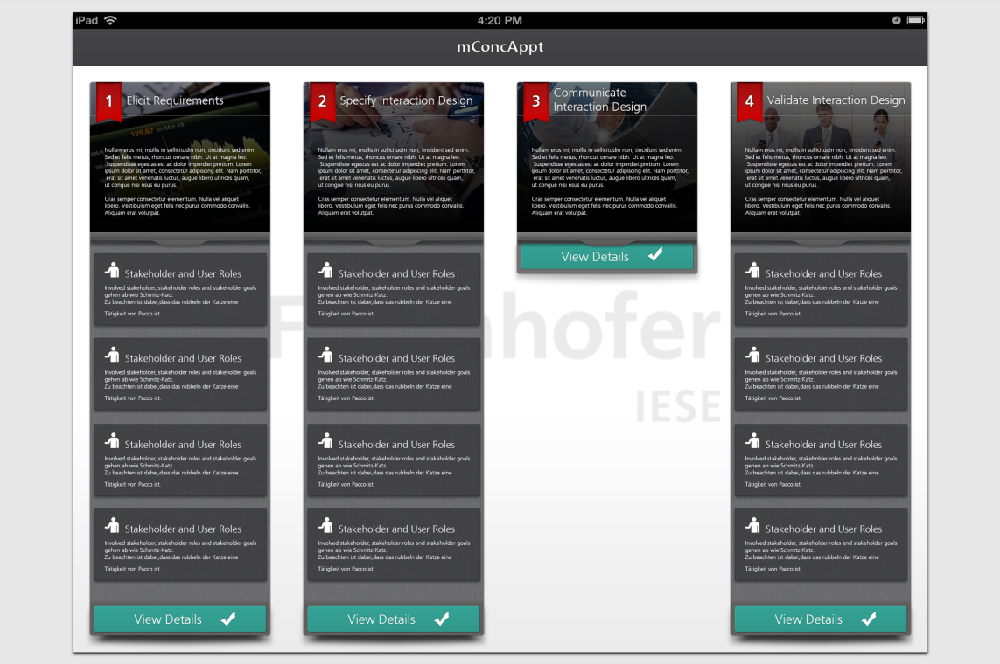 iPad
4:20 PM
mConcAppt
1 Elicit Requirements
129.67 on Mrz 18
Nullam eros mi, mollis in sollicitudin non, tincidunt sed enim.
Sed et felis metus, rhoncus ornare nibh. Ut at magna leo.
Suspendisse egestas est ac dolor imperdiet pretium. Lorem
ipsum dolor sit amet, consectetur adipiscing elit. Nam porttitor,
erat sit amet venenatis luctus, augue libero ultrices quam,
ut congue nisi risus eu purus.
Cras semper consectetur elementum. Nulla vel aliquet
libero. Vestibulum eget felis nec purus commodo convallis.
Aliquam erat volutpat.
Stakeholder and User Roles
Involved stakeholder, stakeholder roles and stakeholder goals
gehen ab wie Schmitz-Katz.
Zu beachten ist dabei,dass das rubbeln der Katze eine
Tätigkeit von Pacco ist.
Stakeholder and User Roles
Involved stakeholder, stakeholder roles and stakeholder goals
gehen ab wie Schmitz-Katz.
Zu beachten ist dabei,dass das rubbeln der Katze eine
Tätigkeit von Pacco ist.
Stakeholder and User Roles
Involved stakeholder, stakeholder roles and stakeholder goals
gehen ab wie Schmitz-Katz.
Zu beachten ist dabei,dass das rubbeln der Katze eine
Tätigkeit von Pacco ist.
Stakeholder and User Roles
Involved stakeholder, stakeholder roles and stakeholder goals
gehen ab wie Schmitz-Katz.
Zu beachten ist dabei,dass das rubbeln der Katze eine
Tätigkeit von Pacco ist.
View Details
2 Specify Interaction Design
Nullam eros mi, mollis in sollicitudin non, tincidunt sed enim.
Sed et felis metus, rhoncus ornare nibh. Ut at magna leo.
Suspendisse egestas est ac dolor imperdiet pretium. Lorem
ipsum dolor sit amet, consectetur adipiscing elit. Nam porttitor,
erat sit amet venenatis luctus, augue libero ultrices quam,
ut congue nisi risus eu purus.
Cras semper consectetur elementum. Nulla vel aliquet
libero. Vestibulum eget felis nec purus commodo convallis.
Aliquam erat volutpat.
Stakeholder and User Roles
Involved stakeholder, stakeholder roles and stakeholder goals
gehen ab wie Schmitz-Katz.
Zu beachten ist dabei,dass das rubbeln der Katze eine
Tätigkeit von Pacco ist.
Stakeholder and User Roles
Involved stakeholder, stakeholder roles and stakeholder goals
gehen ab wie Schmitz-Katz.
Zu beachten ist dabei,dass das rubbeln der Katze eine
Tätigkeit von Pacco ist.
Stakeholder and User Roles
Involved stakeholder, stakeholder roles and stakeholder goals
gehen ab wie Schmitz-Katz.
Zu beachten ist dabei,dass das rubbeln der Katze eine
Tätigkeit von Pacco ist.
Stakeholder and User Roles
Involved stakeholder, stakeholder roles and stakeholder goals
gehen ab wie Schmitz-Katz.
Zu beachten ist dabei,dass das rubbeln der Katze eine
Tätigkeit von Pacco ist.
View Details
3 Communicate
Interaction Design
Nullam eros mi, mollis in sollicitudin non, tincidunt sed enim.
Sed et felis metus, rhoncus ornare nibh. Ut at magna leo.
Suspendisse egestas est ac dolor imperdiet pretium. Lorem
ipsum dolor sit amet, consectetur adipiscing elit. Nam porttitor,
erat sit amet venenatis luctus, augue libero ultrices quam,
ut congue nisi risus eu purus.
Cras semper consectetur elementum. Nulla vel aliquet
libero. Vestibulum eget felis nec purus commodo convallis.
Aliquam erat volutpat.
View Details
4 Validate Interaction Design
Nullam eros mi, mollis in sollicitudin non, tincidunt sed enim.
Sed et felis metus, rhoncus ornare nibh. Ut at magna leo.
Suspendisse egestas est ac dolor imperdiet pretium. Lorem
ipsum dolor sit amet, consectetur adipiscing elit. Nam porttitor,
erat sit amet venenatis luctus, augue libero ultrices quam,
ut congue nisi risus eu purus.
Cras semper consectetur elementum. Nulla vel aliquet
libero. Vestibulum eget felis nec purus commodo convallis.
Aliquam erat volutpat.
Stakeholder and User Roles
Involved stakeholder, stakeholder roles and stakeholder goals
gehen ab wie Schmitz-Katz.
Zu beachten ist dabei,dass das rubbeln der Katze eine
Tätigkeit von Pacco ist.
Stakeholder and User Roles
Involved stakeholder, stakeholder roles and stakeholder goals
gehen ab wie Schmitz-Katz.
Zu beachten ist dabei,dass das rubbeln der Katze eine
Tätigkeit von Pacco ist.
Stakeholder and User Roles
Involved stakeholder, stakeholder roles and stakeholder goals
gehen ab wie Schmitz-Katz.
Zu beachten ist dabei,dass das rubbeln der Katze eine
Tätigkeit von Pacco ist.
Stakeholder and User Roles
Involved stakeholder, stakeholder roles and stakeholder goals
gehen ab wie Schmitz-Katz.
Zu beachten ist dabei,dass das rubbeln der Katze eine
Tätigkeit von Pacco ist.
View Details
IESE